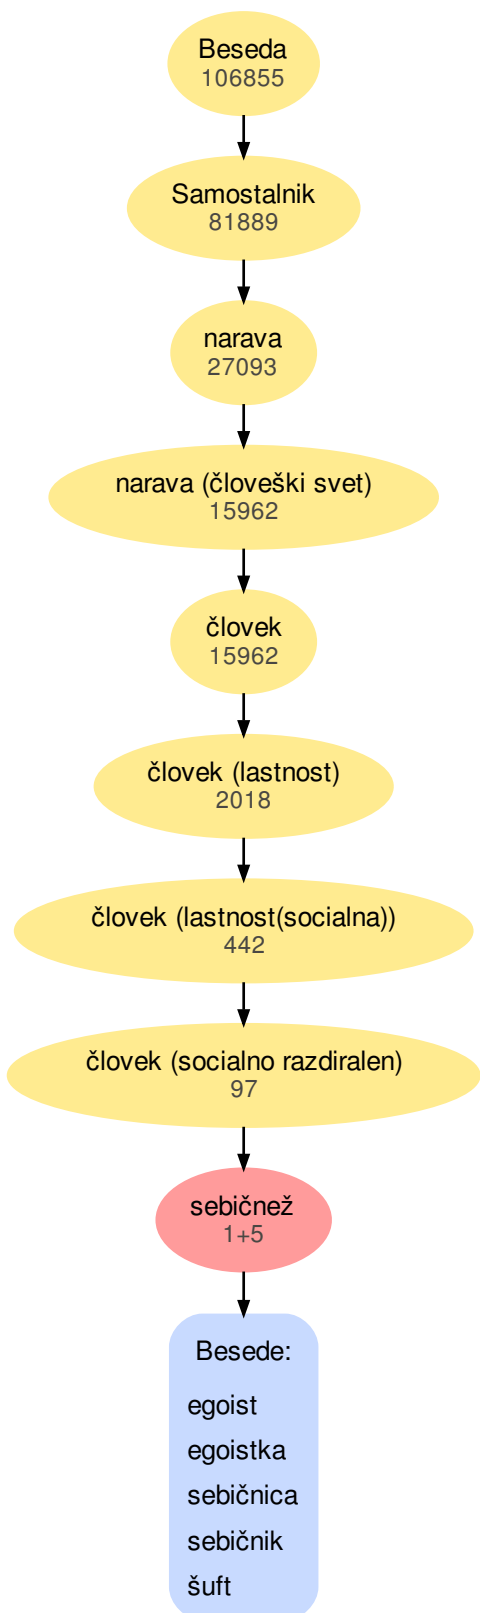 Beseda
106855
Samostalnik
81889
narava
27093
narava (človeški svet)
15962
človek
15962
človek (lastnost)
2018
človek (lastnost(socialna))
442
človek (socialno razdiralen)
97
sebičnež
1+5
Besede:
egoist
egoistka
sebičnica
sebičnik
šuft